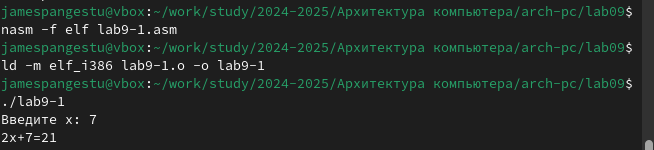 jamespangestu@vbox:~/work/study/2024-2025/Архитектура компьютера/arch-pc/lab09$
nasm -f elf lab9-1.asm
jamespangestu@vbox:~/work/study/2024-2025/Архитектура компьютера/arch-pc/lab09$
ld -m elf_i386 lab9-1.o -o lab9-1
jamespangestu@vbox:~/work/study/2024-2025/Архитектура компьютера/arch-pc/lab09$
./lab9-1
Введите x: 7
2x+7=21